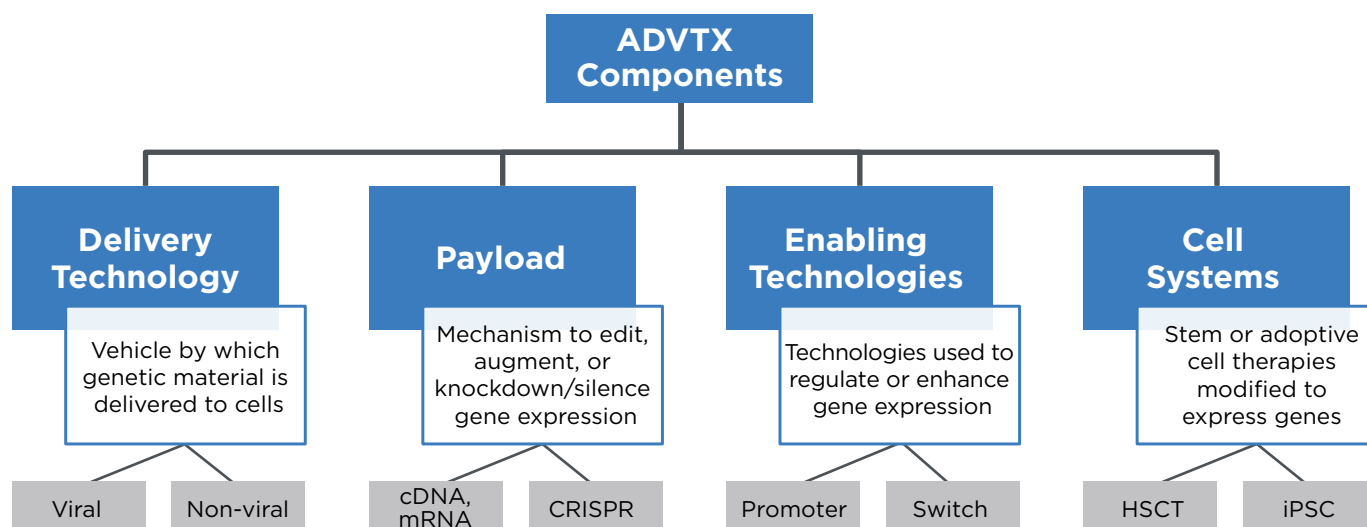 ADVTX
Components
Delivery
Technology
Vehicle by which
genetic material is
delivered to cells
Viral
Non-viral
Payload
Mechanism to edit,
augment, or
knockdown/silence
gene expression
cDNA,
mRNA
CRISPR
Enabling
Technologies
Technologies used to
regulate or enhance
gene expression
Promoter
Switch
Cell
Systems
Stem or adoptive
cell therapies
modified to
express genes
HSCT
iPSC